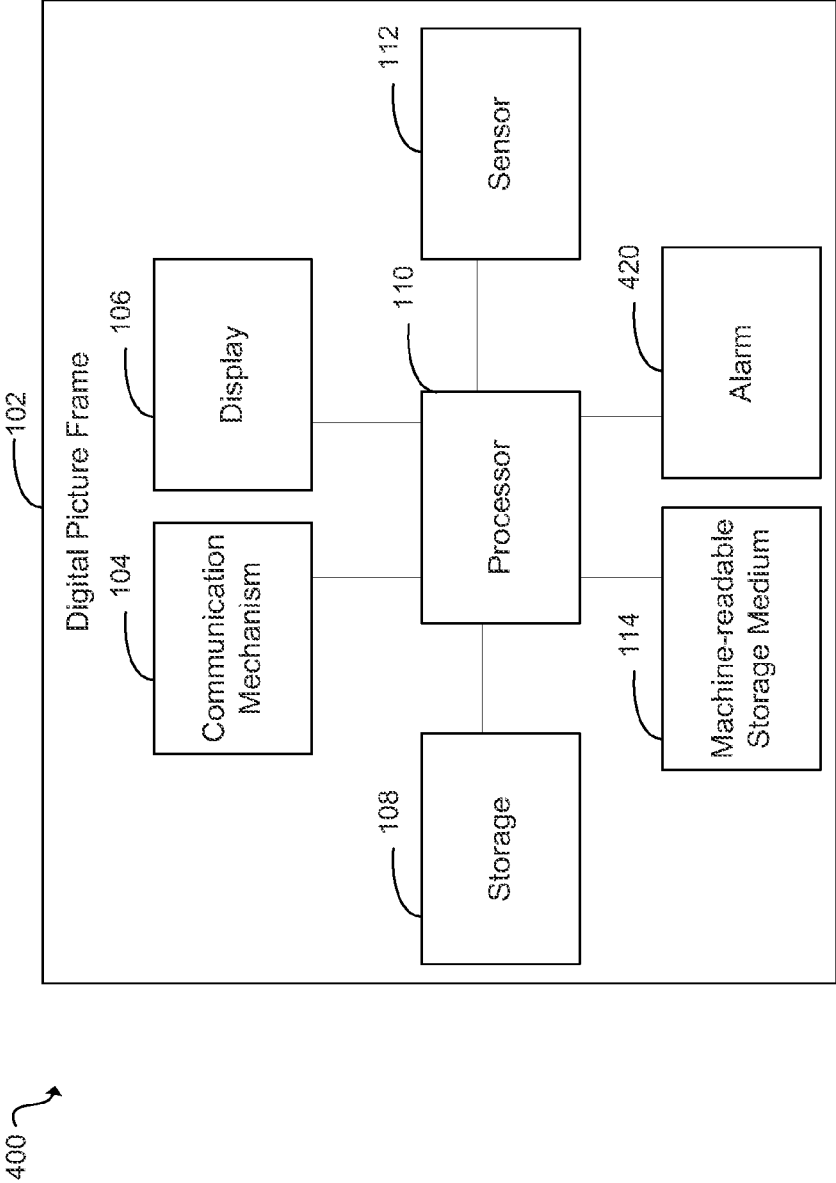 400
102
Digital Picture Frame
104
Communication
Mechanism
106
Display
108
Storage
110
Processor
112
Sensor
114
Machine-readable
Storage Medium
420
Alarm